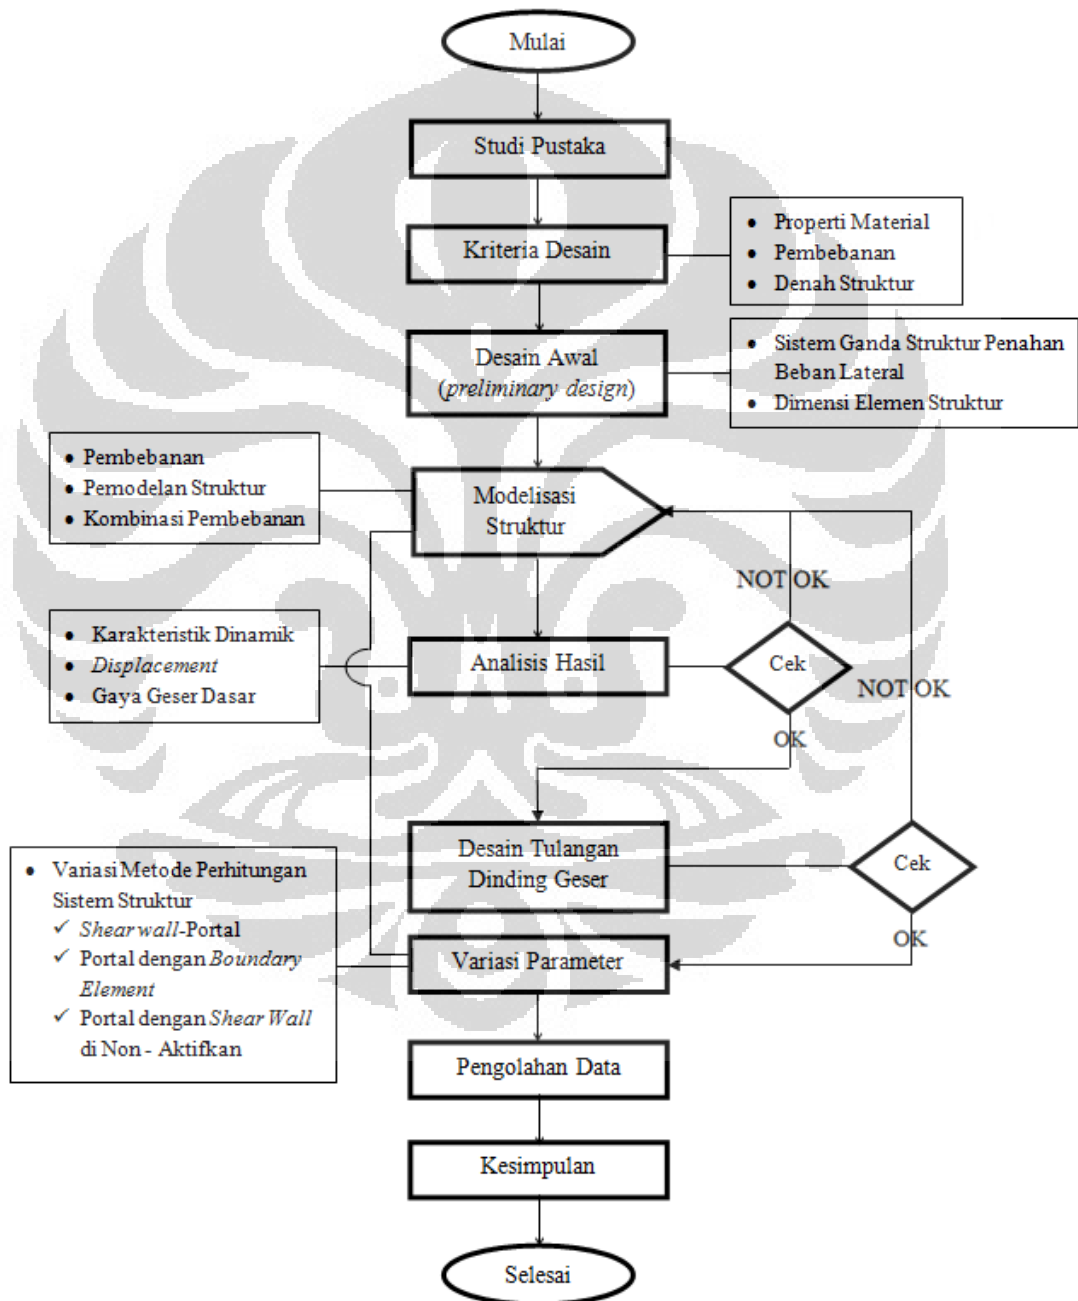 Mulai
Studi Pustaka
Kriteria Desain
• Properti Material
• Pembebanan
• Denah Struktur
Desain Awal
(preliminary design)
• Sistem Ganda Struktur Penahan
Beban Lateral
• Dimensi Elemen Struktur
• Pembebanan
• Pemodelan Struktur
• Kombinasi Pembebanan
Modelisasi
Struktur
NOT OK
• Karakteristik Dinamik
• Displacement
• Gaya Geser Dasar
Analisis Hasil
Cek
NOT OK
OK
Desain Tulangan
Dinding Geser
Cek
OK
• Variasi Metode Perhitungan
Sistem Struktur
✓ Shear wall-Portal
✓ Portal dengan Boundary
Element
✓ Portal dengan Shear Wall
di Non - Aktifkan
Variasi Parameter
Pengolahan Data
Kesimpulan
Selesai